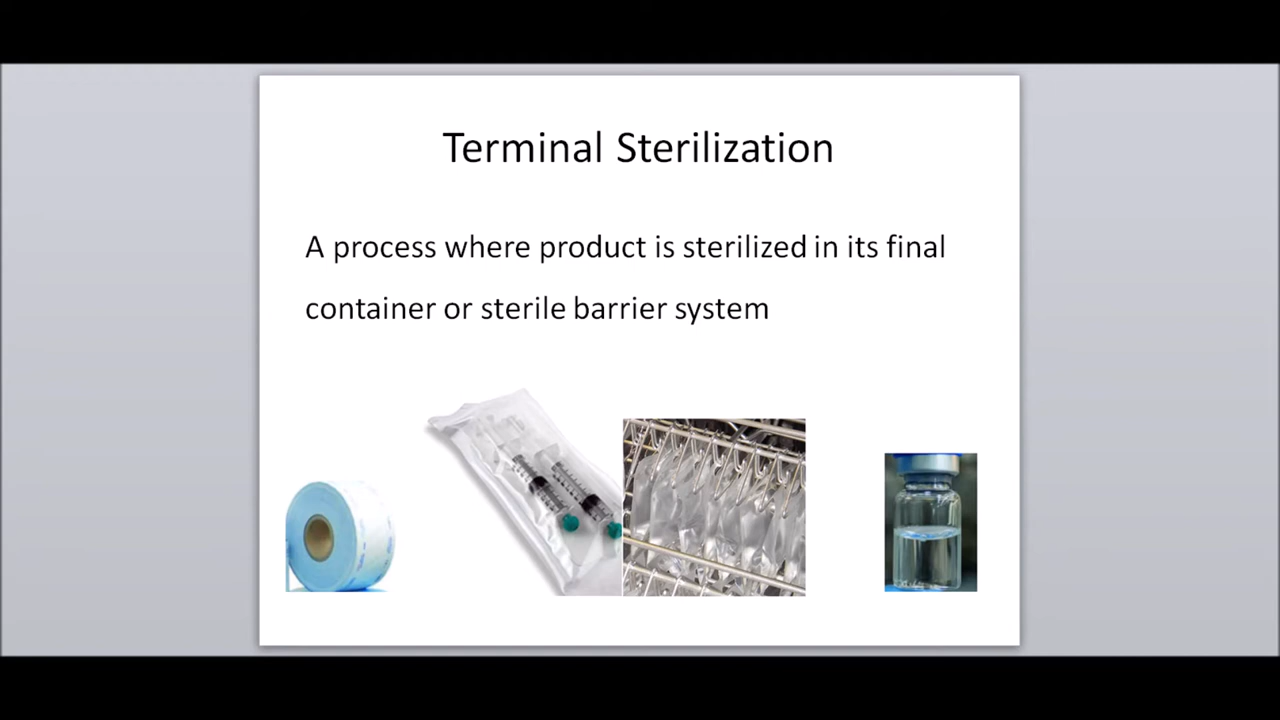 Terminal Sterilization
A process where product is sterilized in its final
container or sterile barrier system